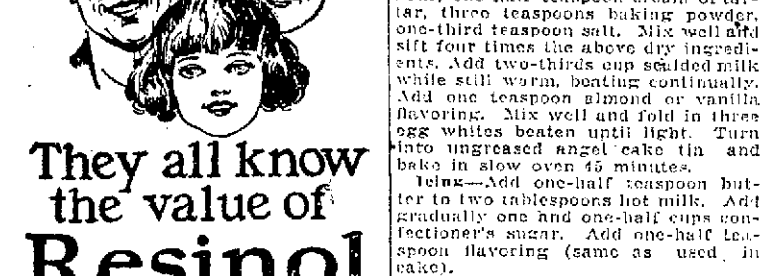 They all know
the value of
Resinol
tar, three teaspoons baking powder,
one-third teaspoon salt. Mix well and
sift four times the above dry ingredi-
ents. Add two-thirds cup scalded milk
while still warm, beating continually.
Add one teaspoon almond or vanilla
flavoring. Mix well and fold in three
egg whites beaten until light. Turn
into ungreased angel cake tin and
bake in slow oven 45 minutes.
Icing—Add one-half teaspoon but-
ter to two tablespoons hot milk. Add
gradually one and one-half cups con-
fectioner's sugar. Add one-half tea-
spoon flavoring (same as used in
cake).